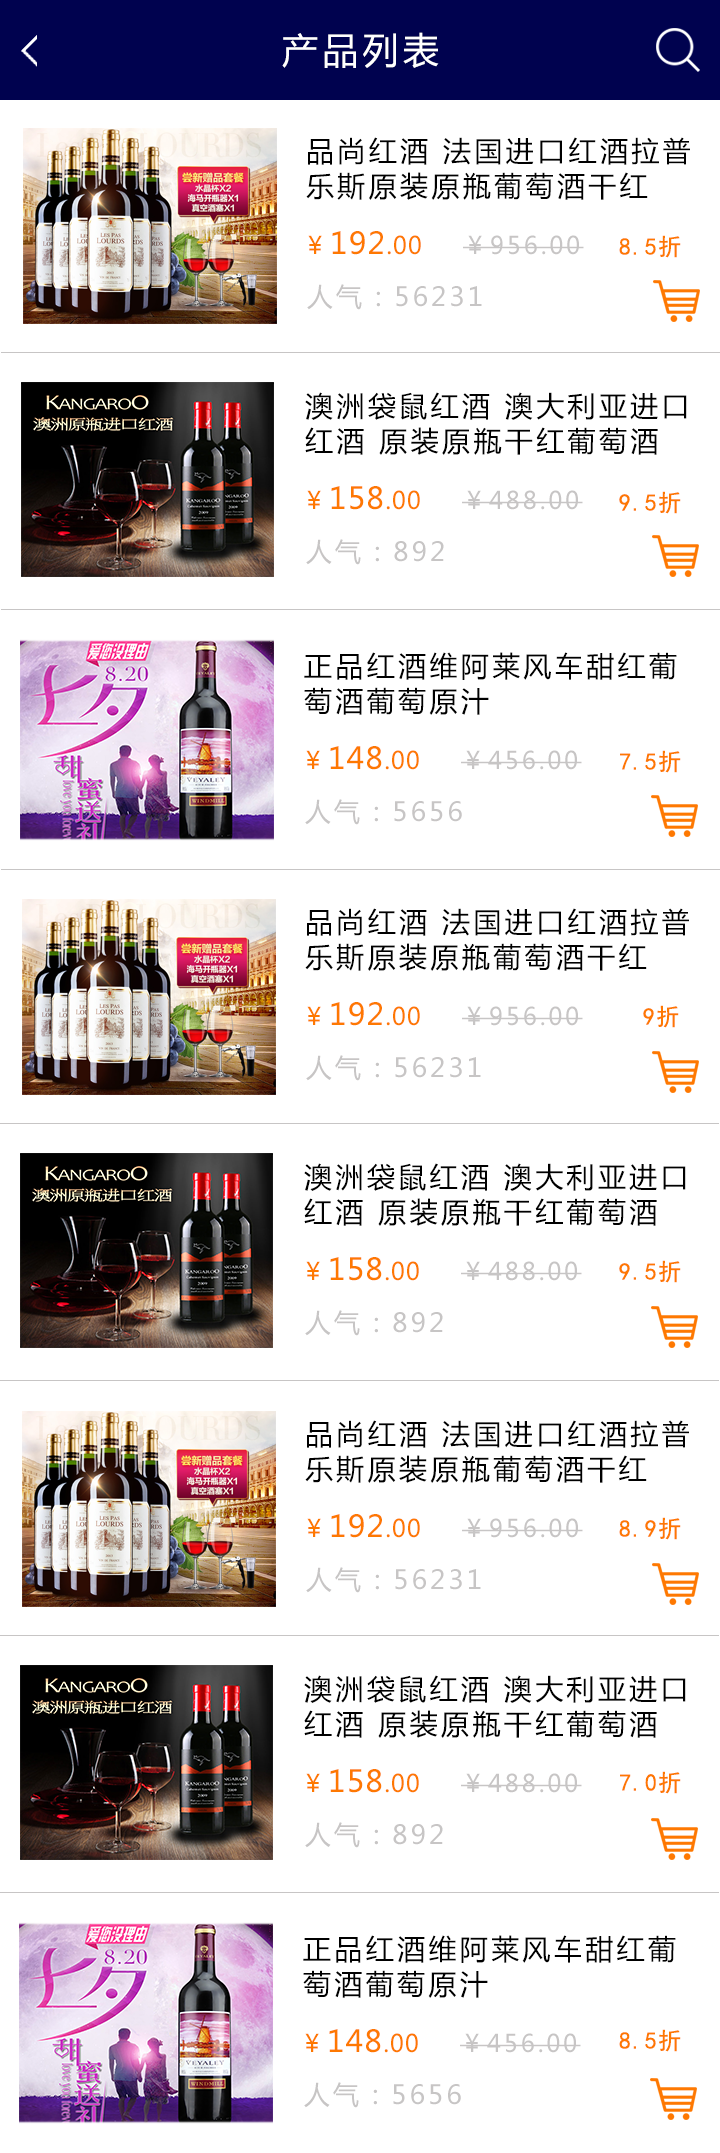 产品列表
尝新赠品套餐
水晶杯X2
海马开瓶器X1
真空酒塞X1
LES PAS
LOURDS
品尚红酒 法国进口红酒拉普
乐斯原装原瓶葡萄酒干红
¥ 192.00 ¥ 956.00 8.5折
人气：56231
KANGAROO
澳洲原瓶进口红酒
KANGAROO
Cabernet Sauvignon
2009
澳洲袋鼠红酒 澳大利亚进口
红酒 原装原瓶干红葡萄酒
¥ 158.00 ¥ 488.00 9.5折
人气：892
爱您没理由
8.20
七夕
甜蜜送礼
love you forev
VEYALEY
WINDMILL
正品红酒维阿莱风车甜红葡
萄酒葡萄原汁
¥ 148.00 ¥ 456.00 7.5折
人气：5656
尝新赠品套餐
水晶杯X2
海马开瓶器X1
真空酒塞X1
LES PAS
LOURDS
品尚红酒 法国进口红酒拉普
乐斯原装原瓶葡萄酒干红
¥ 192.00 ¥ 956.00 9折
人气：56231
KANGAROO
澳洲原瓶进口红酒
KANGAROO
Cabernet Sauvignon
2009
澳洲袋鼠红酒 澳大利亚进口
红酒 原装原瓶干红葡萄酒
¥ 158.00 ¥ 488.00 9.5折
人气：892
尝新赠品套餐
水晶杯X2
海马开瓶器X1
真空酒塞X1
LES PAS
LOURDS
品尚红酒 法国进口红酒拉普
乐斯原装原瓶葡萄酒干红
¥ 192.00 ¥ 956.00 8.9折
人气：56231
KANGAROO
澳洲原瓶进口红酒
KANGAROO
Cabernet Sauvignon
2009
澳洲袋鼠红酒 澳大利亚进口
红酒 原装原瓶干红葡萄酒
¥ 158.00 ¥ 488.00 7.0折
人气：892
爱您没理由
8.20
七夕
甜蜜送礼
love you forev
VEYALEY
WINDMILL
正品红酒维阿莱风车甜红葡
萄酒葡萄原汁
¥ 148.00 ¥ 456.00 8.5折
人气：5656